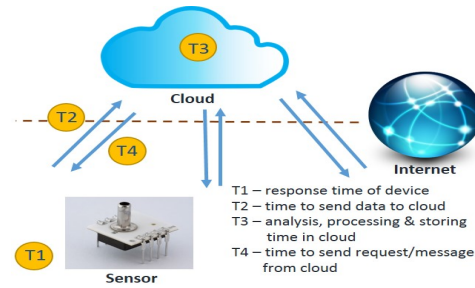 T3
Cloud
T2
T4
Internet
T1 – response time of device
T2 – time to send data to cloud
T3 – analysis, processing & storing
time in cloud
T4 – time to send request/message
from cloud
T1
Sensor